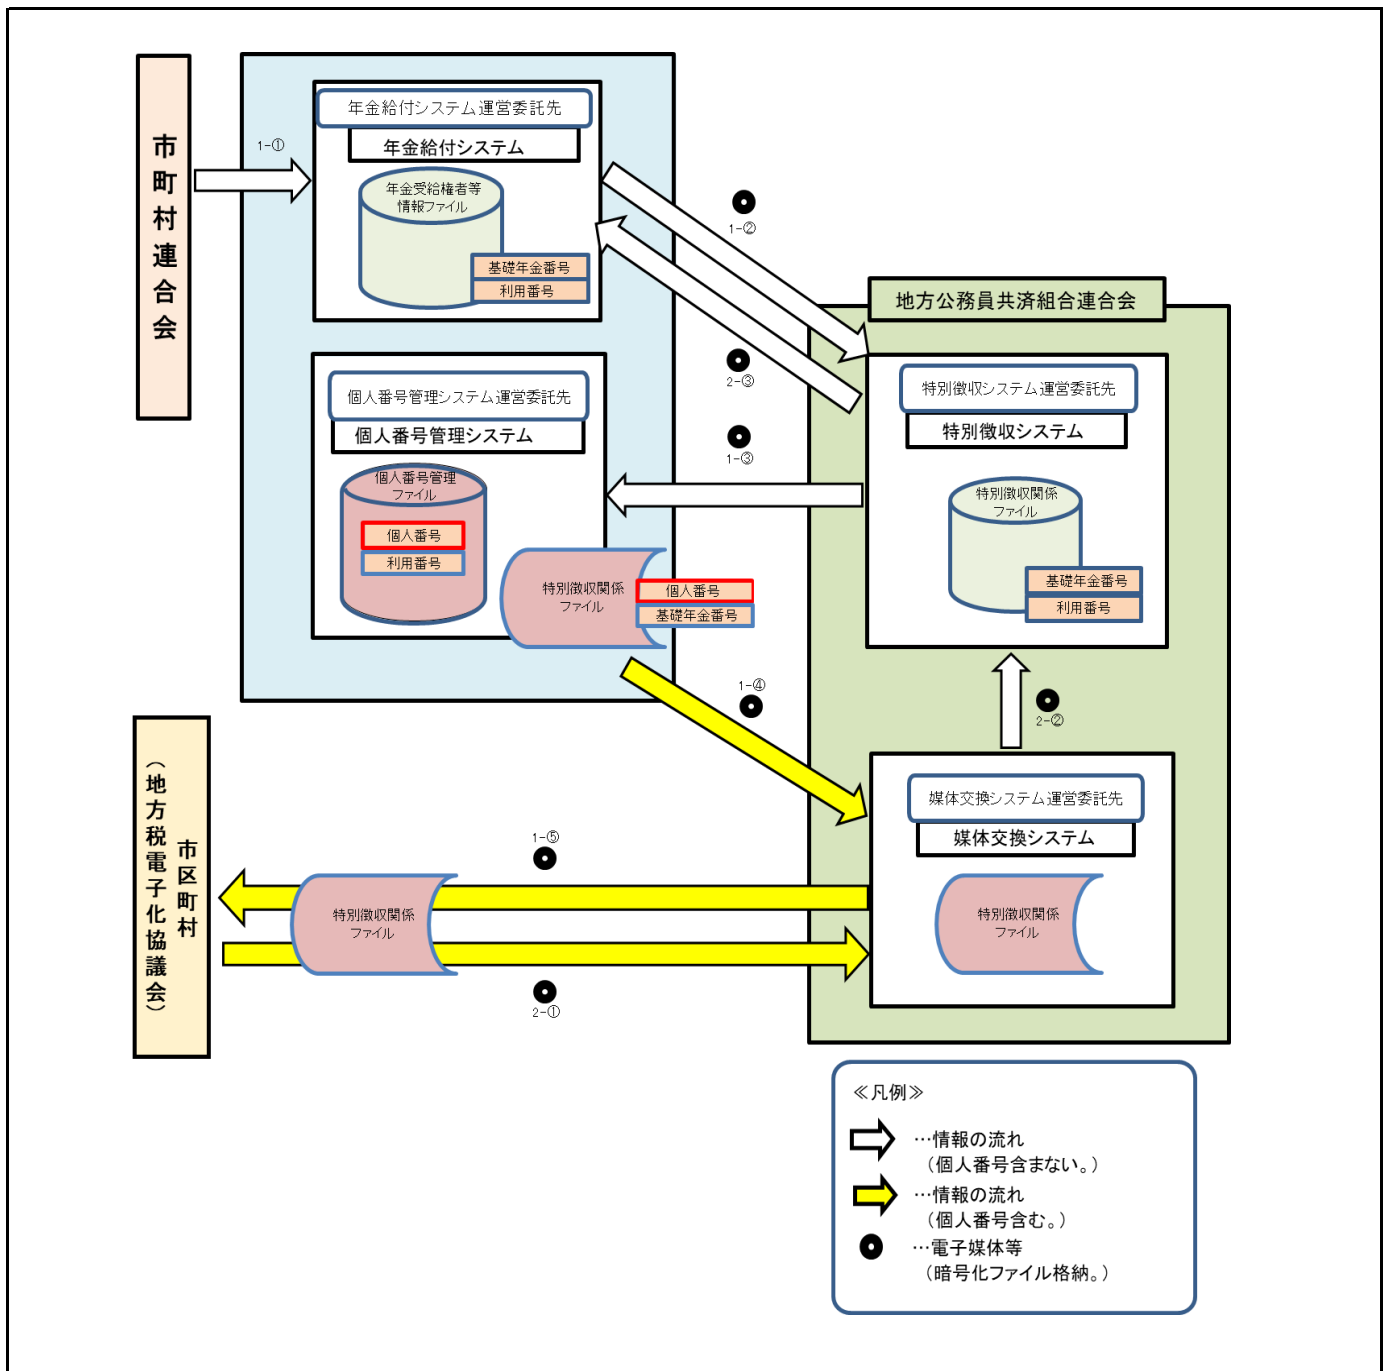 市町村連合会
1-①
年金給付システム運営委託先
年金給付システム
年金受給権者等
情報ファイル
基礎年金番号
利用番号
1-②
2-③
1-③
個人番号管理システム運営委託先
個人番号管理システム
個人番号管理
ファイル
個人番号
利用番号
特別徴収関係
ファイル
個人番号
基礎年金番号
地方公務員共済組合連合会
特別徴収システム運営委託先
特別徴収システム
特別徴収関係
ファイル
基礎年金番号
利用番号
1-④
2-②
媒体交換システム運営委託先
媒体交換システム
特別徴収関係
ファイル
市区町村
（地方税電子化協議会）
1-⑤
特別徴収関係
ファイル
2-①
≪凡例≫
…情報の流れ
（個人番号含まない。）
…情報の流れ
（個人番号含む。）
…電子媒体等
（暗号化ファイル格納。）